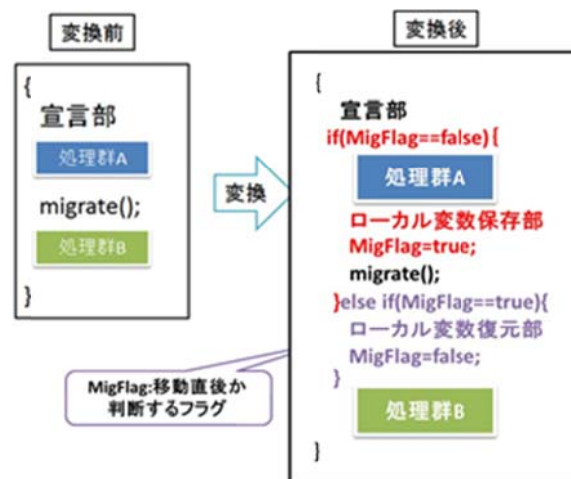 変換前
{
宣言部
処理群A
migrate();
処理群B
}
変換
変換後
{
宣言部
if(MigFlag==false){
処理群A
ローカル変数保存部
MigFlag=true;
migrate();
}else if(MigFlag==true){
ローカル変数復元部
MigFlag=false;
}
処理群B
}
MigFlag:移動直後か
判断するフラグ